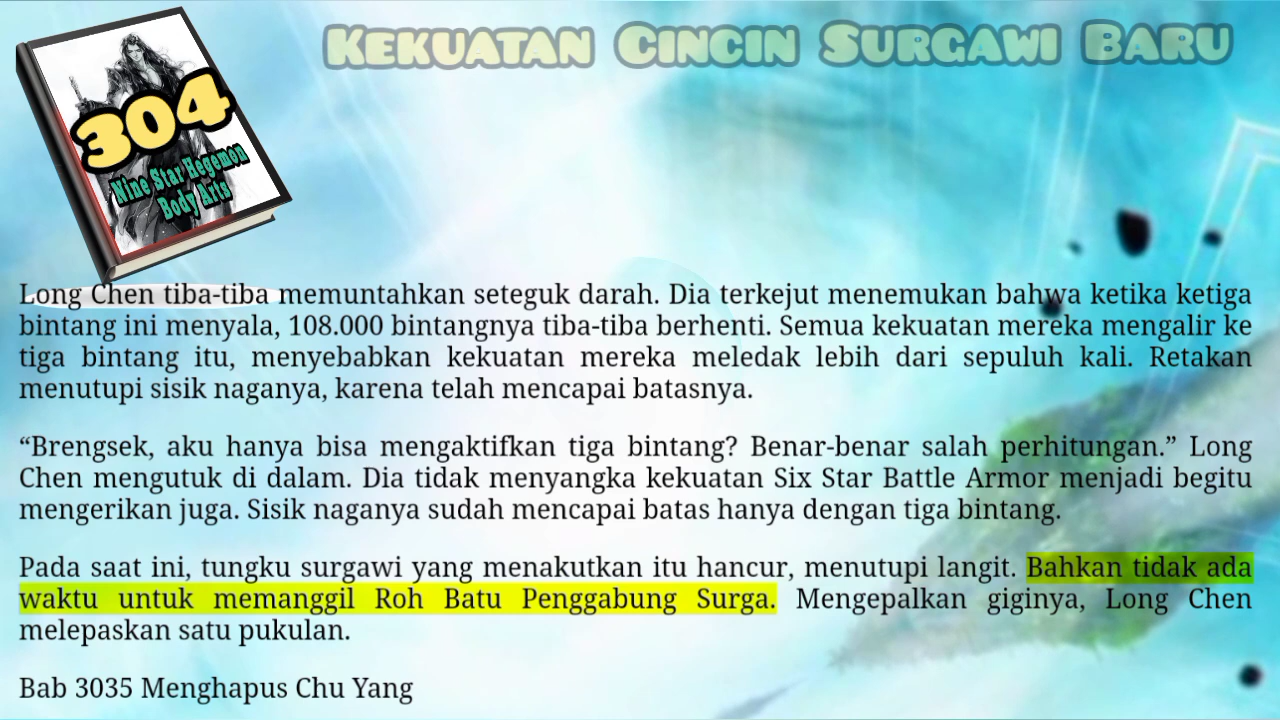 Kekuatan Cincin Surgawi Baru
304
Nine Star Hegemon
Body Arts
Long Chen tiba-tiba memuntahkan seteguk darah. Dia terkejut menemukan bahwa ketika ketiga
bintang ini menyala, 108.000 bintangnya tiba-tiba berhenti. Semua kekuatan mereka mengalir ke
tiga bintang itu, menyebabkan kekuatan mereka meledak lebih dari sepuluh kali. Retakan
menutupi sisik naganya, karena telah mencapai batasnya.
“Brengsek, aku hanya bisa mengaktifkan tiga bintang? Benar-benar salah perhitungan.” Long
Chen mengutuk di dalam. Dia tidak menyangka kekuatan Six Star Battle Armor menjadi begitu
mengerikan juga. Sisik naganya sudah mencapai batas hanya dengan tiga bintang.
Pada saat ini, tungku surgawi yang menakutkan itu hancur, menutupi langit. Bahkan tidak ada
waktu untuk memanggil Roh Batu Penggabung Surga. Mengepalkan giginya, Long Chen
melepaskan satu pukulan.
Bab 3035 Menghapus Chu Yang